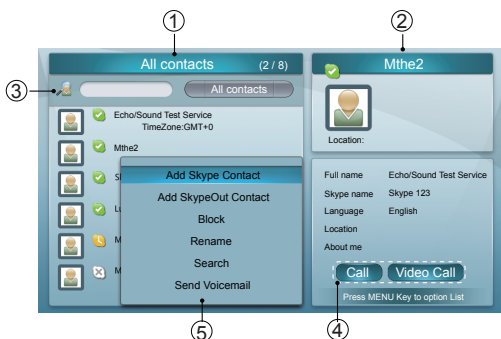 ① ②
All contacts (2 / 8)
Mthe2
③
All contacts
Echo/Sound Test Service
TimeZone:GMT+0
Mthe2
S
Lu
M
M
Add Skype Contact
Add SkypeOut Contact
Block
Rename
Search
Send Voicemail
Location:
Full name Echo/Sound Test Service
Skype name Skype 123
Language English
Location
About me
Call Video Call
Press MENU Key to option List
⑤ ④